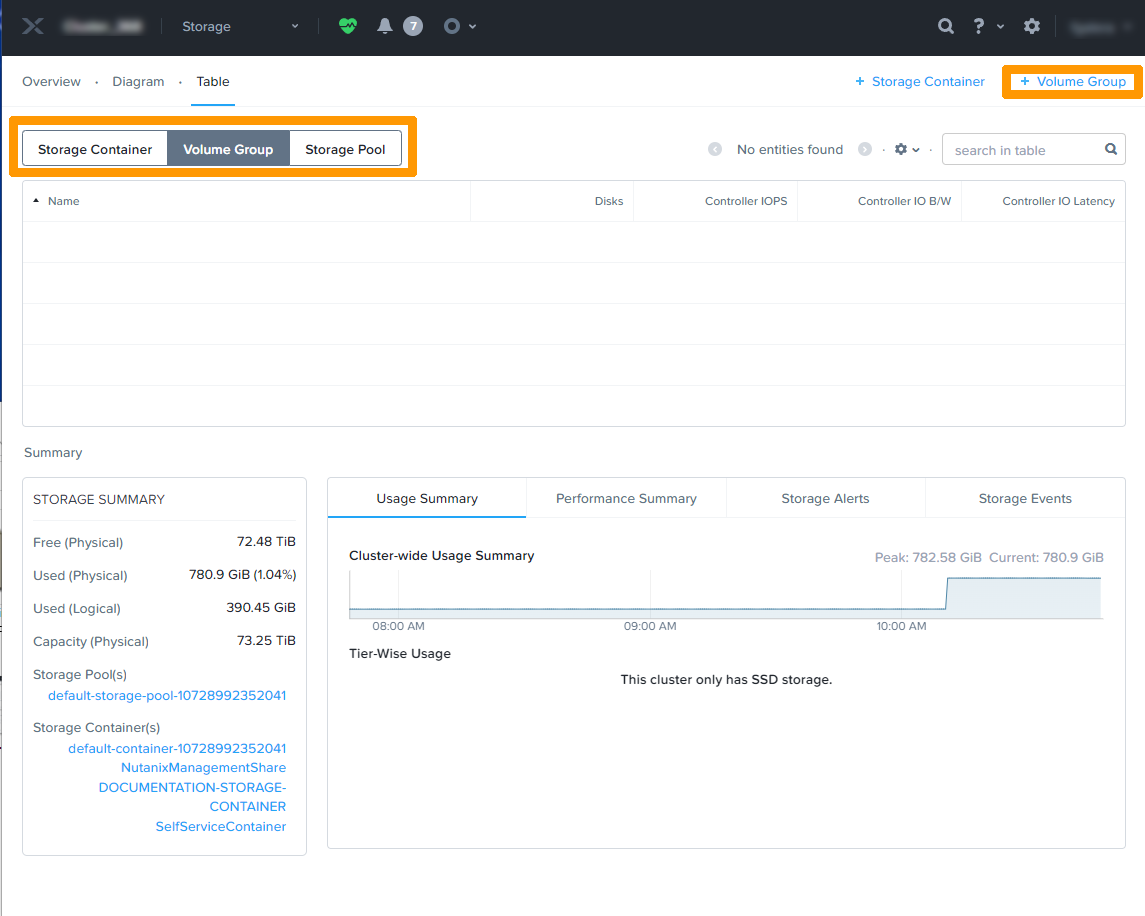 Storage 7 ?
Overview · Diagram · Table + Storage Container + Volume Group
Storage Container Volume Group Storage Pool No entities found · · search in table
Name Disks Controller IOPS Controller IO B/W Controller IO Latency
Summary
STORAGE SUMMARY
Free (Physical) 72.48 TiB
Used (Physical) 780.9 GiB (1.04%)
Used (Logical) 390.45 GiB
Capacity (Physical) 73.25 TiB
Storage Pool(s)
default-storage-pool-10728992352041
Storage Container(s)
default-container-10728992352041
NutanixManagementShare
DOCUMENTATION-STORAGE-
CONTAINER
SelfServiceContainer
Usage Summary Performance Summary Storage Alerts Storage Events
Cluster-wide Usage Summary Peak: 782.58 GiB Current: 780.9 GiB
08:00 AM 09:00 AM 10:00 AM
Tier-Wise Usage
This cluster only has SSD storage.